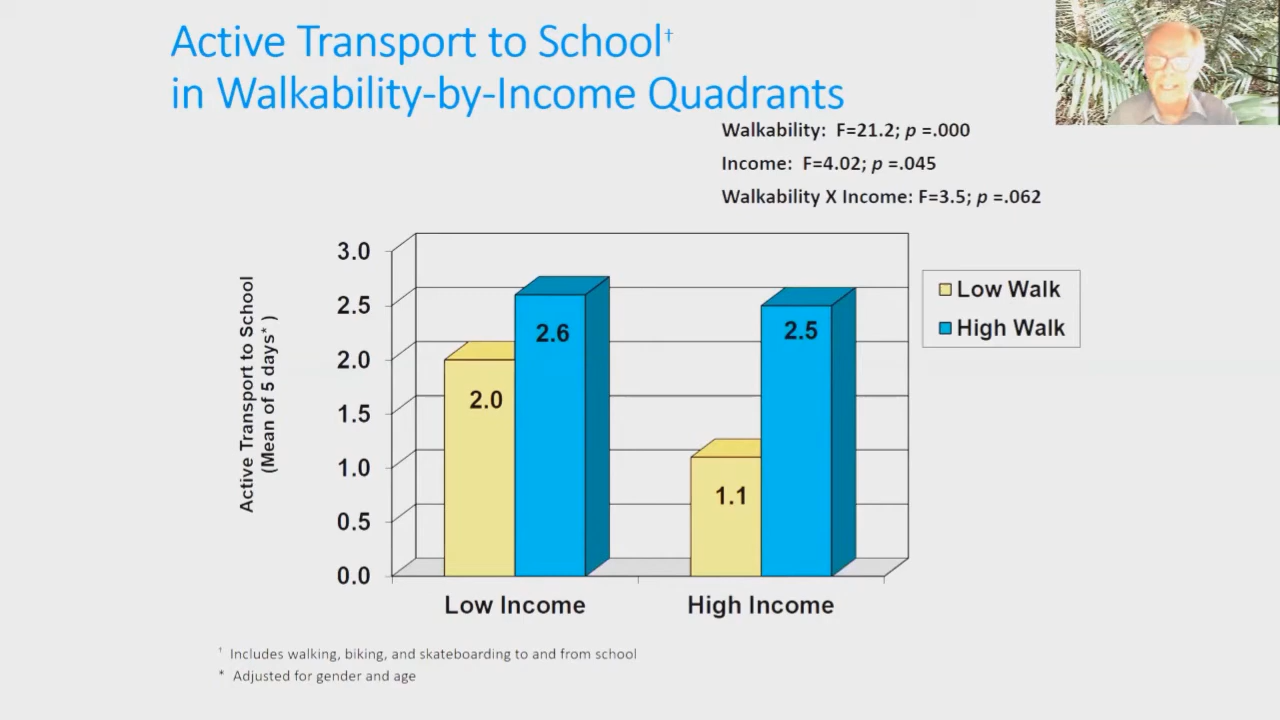 Active Transport to School†
in Walkability-by-Income Quadrants
Walkability:  F=21.2; p =.000
Income:  F=4.02; p =.045
Walkability X Income: F=3.5; p =.062
Active Transport to School
(Mean of 5 days* )
3.0
2.5
2.0
1.5
1.0
0.5
0.0
2.0
2.6
1.1
2.5
Low Income
High Income
Low Walk
High Walk
† Includes walking, biking, and skateboarding to and from school
* Adjusted for gender and age